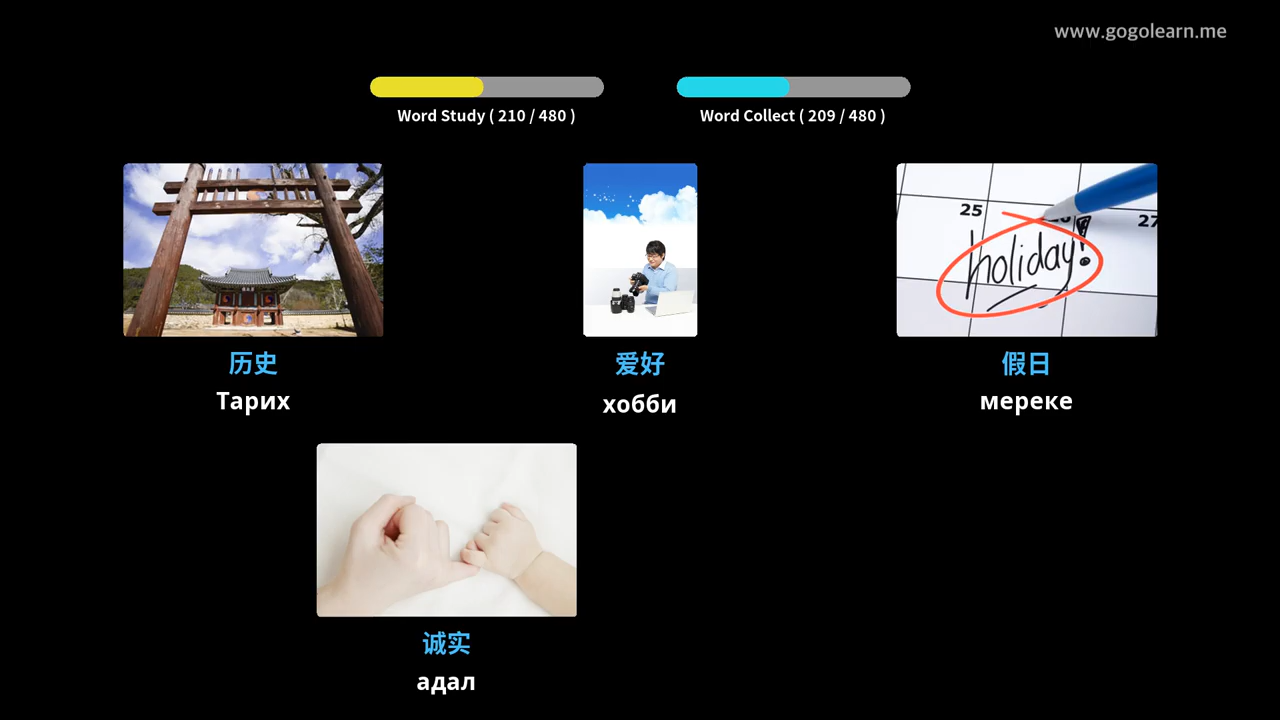 www.gogolearn.me
Word Study ( 210 / 480 )
Word Collect ( 209 / 480 )
25
27
holiday!
历史
爱好
假日
Тарих
хобби
мереке
诚实
адал